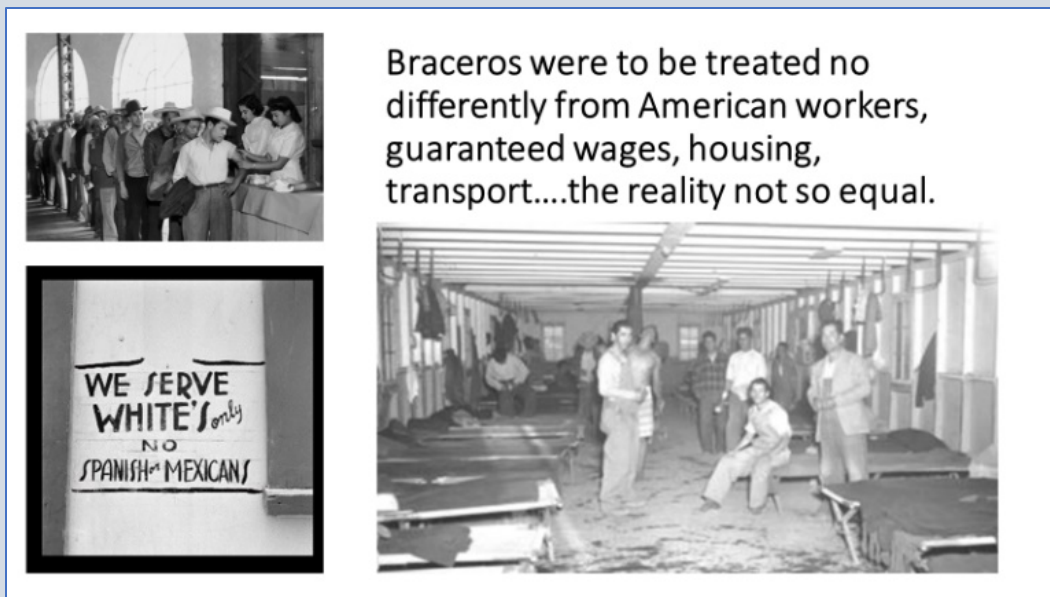 Braceros were to be treated no
differently from American workers,
guaranteed wages, housing,
transport....the reality not so equal.
WE SERVE
WHITE'S only
NO
SPANISH or MEXICANS